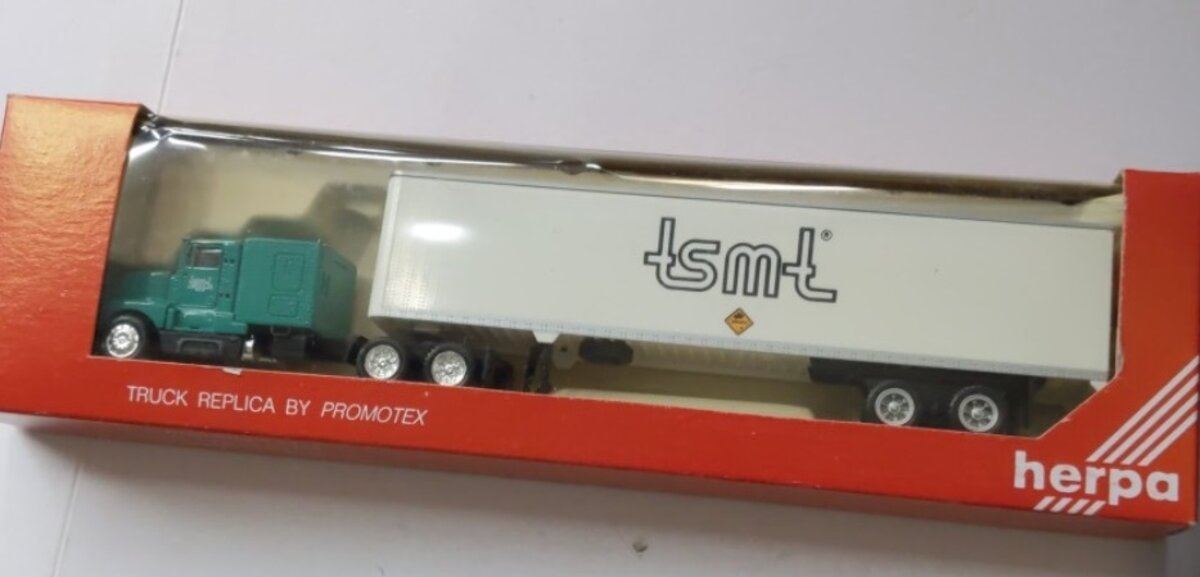 tsmt®
TRUCK REPLICA BY PROMOTEX
herpa